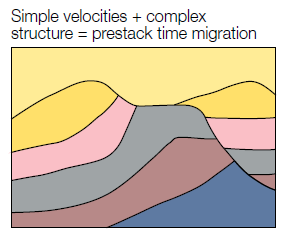 Simple velocities + complex
structure = prestack time migration